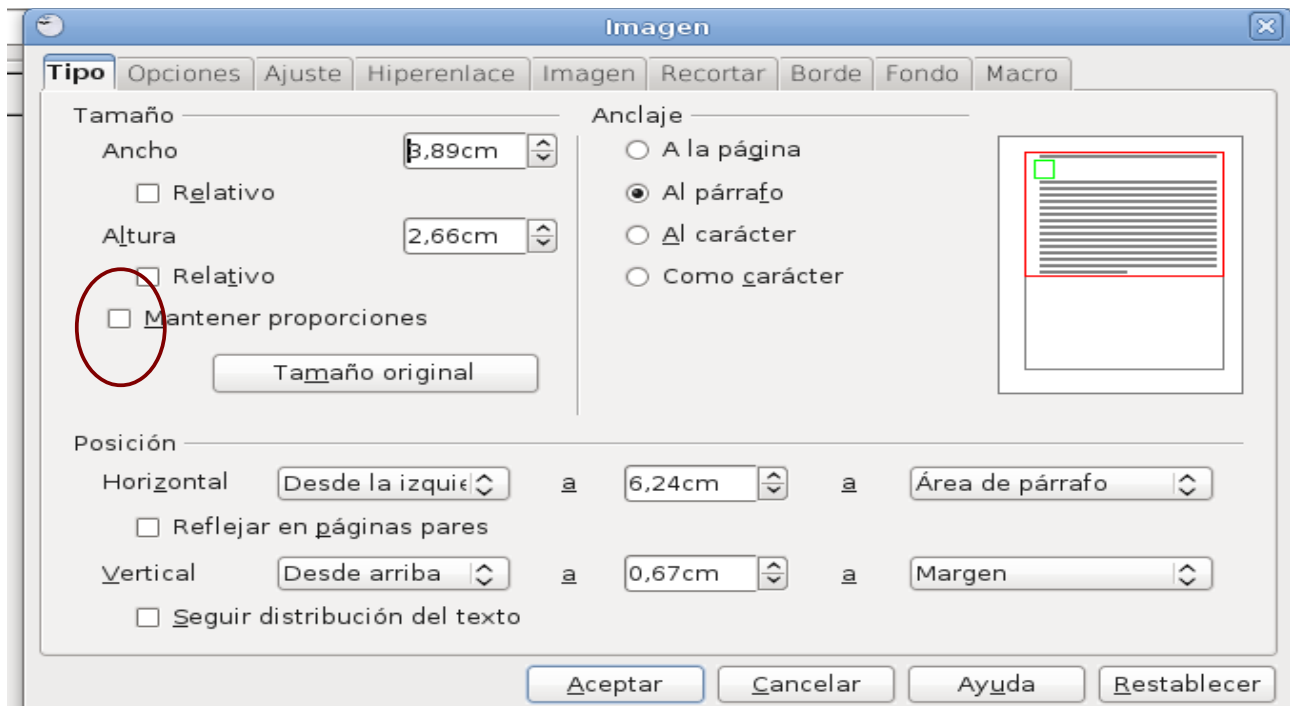 Imagen
Tipo Opciones Ajuste Hiperenlace Imagen Recortar Borde Fondo Macro
Tamaño
Ancho 3,89cm
Relativo
Altura 2,66cm
Relativo
Mantener proporciones
Tamaño original
Anclaje
A la página
Al párrafo
Al carácter
Como carácter
Posición
Horizontal Desde la izquie a 6,24cm a Área de párrafo
Reflejar en páginas pares
Vertical Desde arriba a 0,67cm a Margen
Seguir distribución del texto
Aceptar Cancelar Ayuda Restablecer